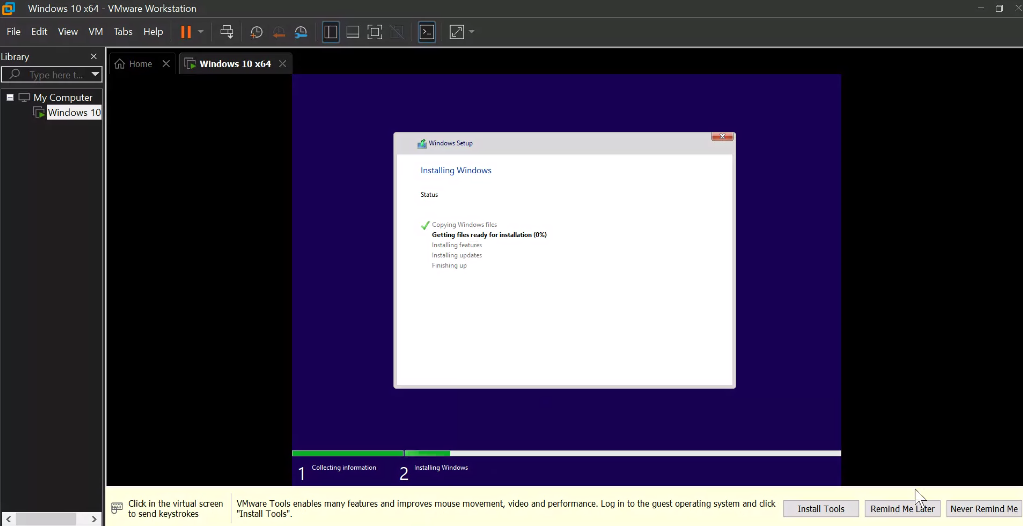 Windows 10 x64 - VMware Workstation
File Edit View VM Tabs Help
Library
Type here t...
Home
Windows 10 x64
My Computer
Windows 10
Windows Setup
Installing Windows
Status
Copying Windows files
Getting files ready for installation (0%)
Installing features
Installing updates
Finishing up
1 Collecting information
2 Installing Windows
Click in the virtual screen
to send keystrokes
VMware Tools enables many features and improves mouse movement, video and performance. Log in to the guest operating system and click
"Install Tools".
Install Tools
Remind Me Later
Never Remind Me